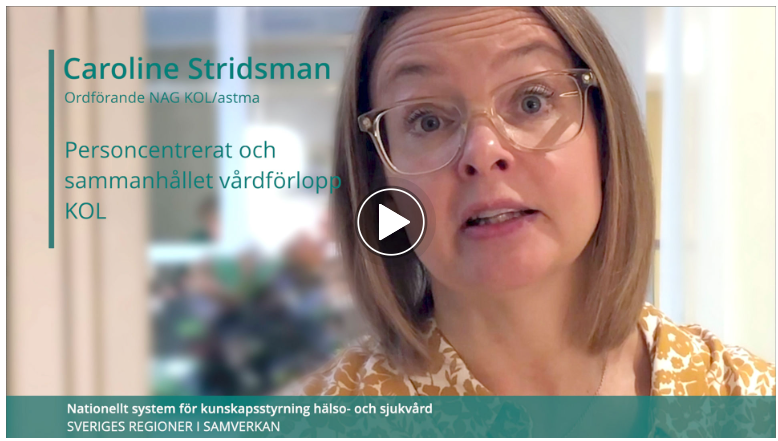 Caroline Stridsman
Ordförande NAG KOL/astma
Personcentrerat och
sammanhållet vårdförlopp
KOL
Nationellt system för kunskapsstyrning hälso- och sjukvård
SVERIGES REGIONER I SAMVERKAN